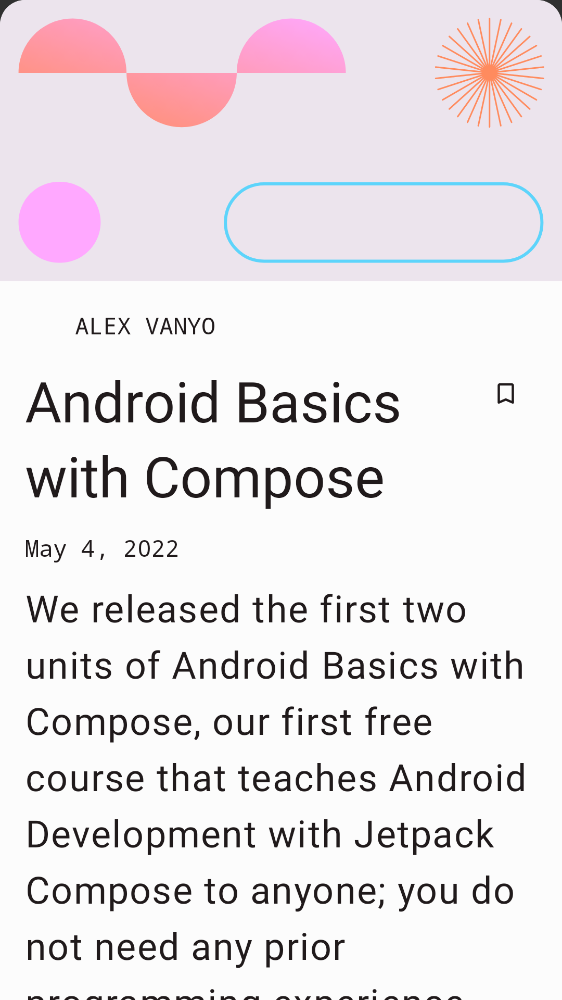 ALEX VANYO
Android Basics
with Compose
May 4, 2022
We released the first two
units of Android Basics with
Compose, our first free
course that teaches Android
Development with Jetpack
Compose to anyone; you do
not need any prior
programming experience